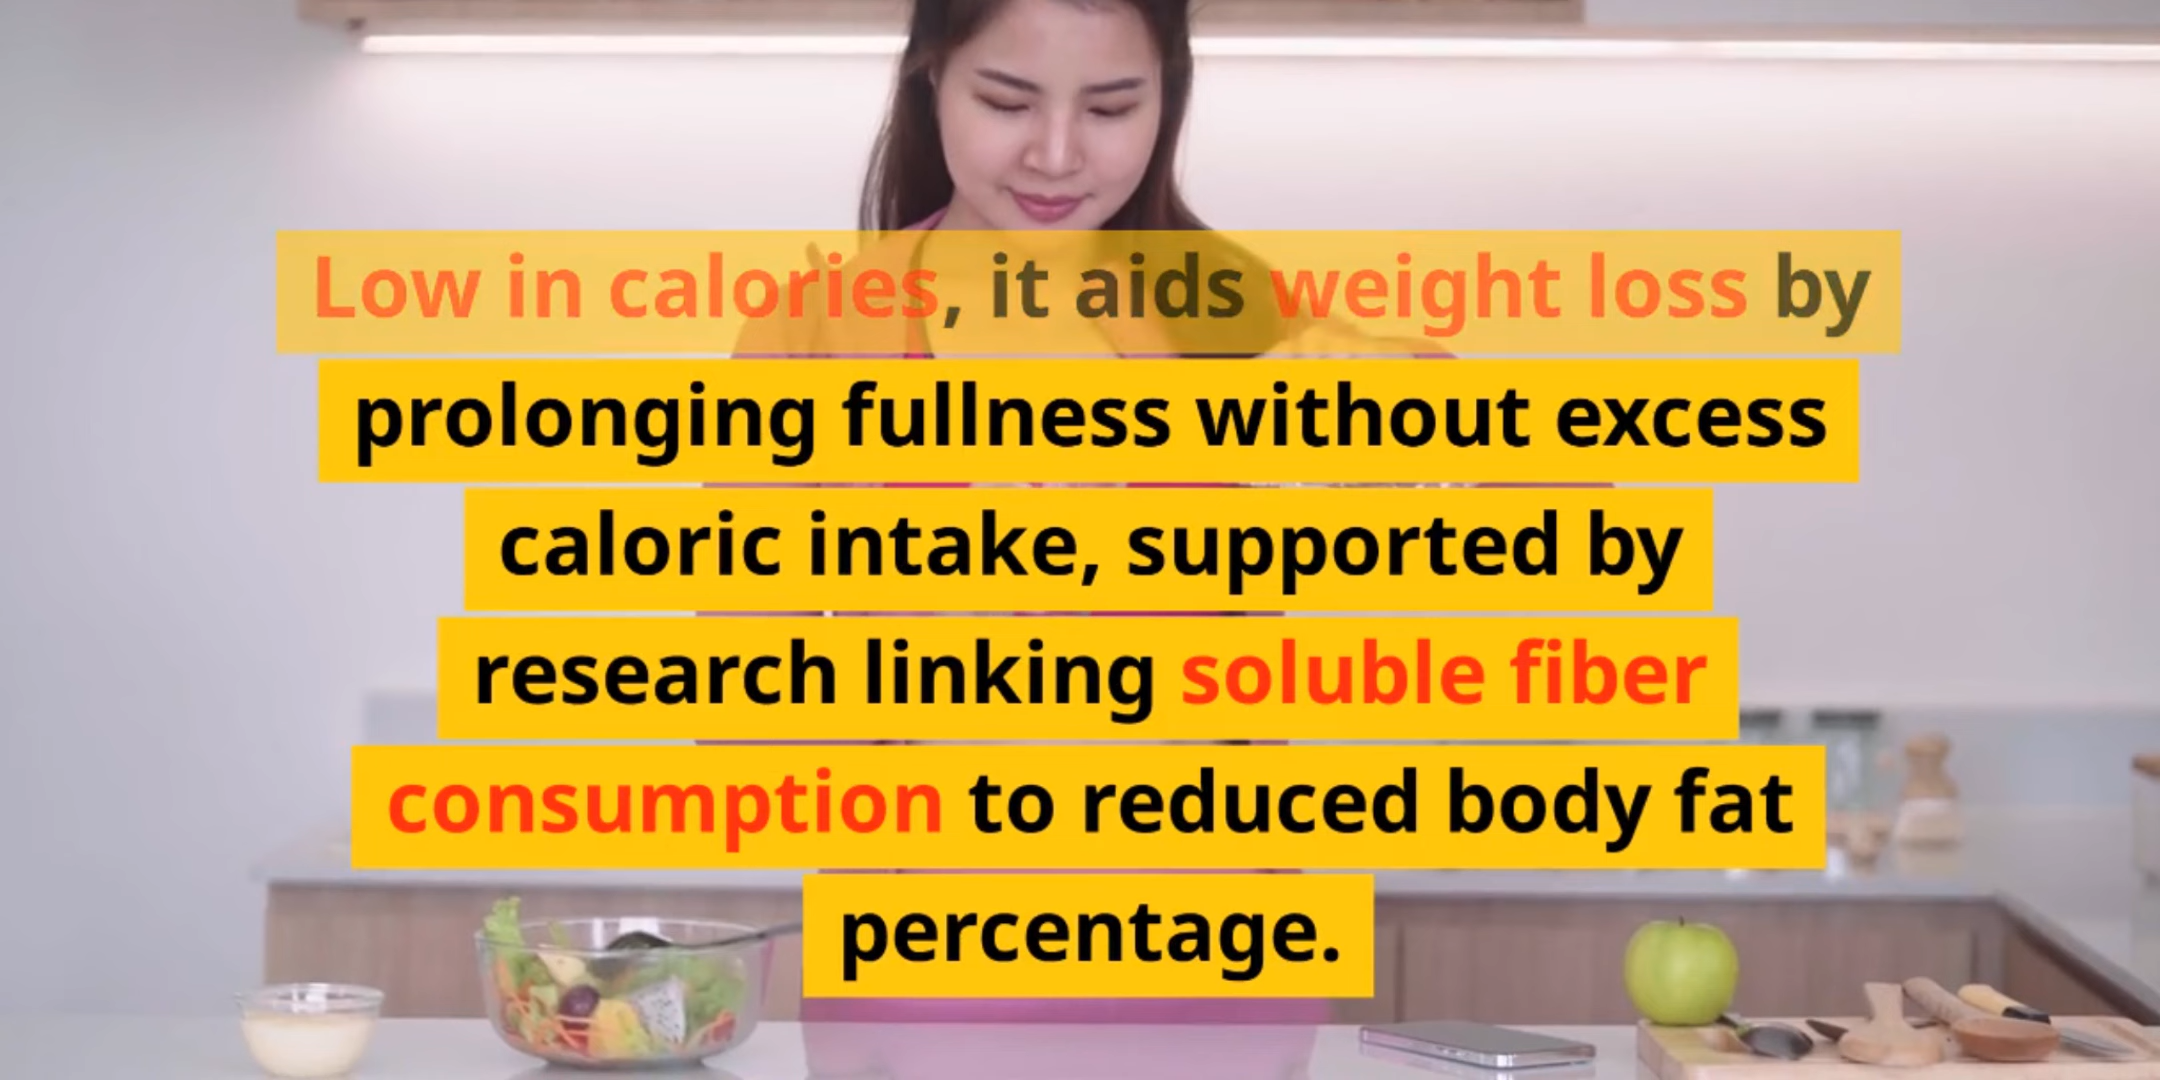 Low in calories, it aids weight loss by
prolonging fullness without excess
caloric intake, supported by
research linking soluble fiber
consumption to reduced body fat
percentage.